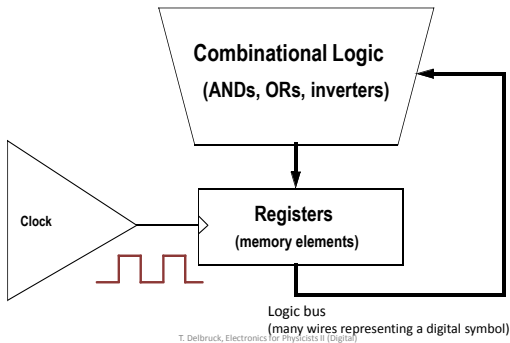 Combinational Logic
(ANDs, ORs, inverters)
Clock
Registers
(memory elements)
Logic bus
(many wires representing a digital symbol)
T. Delbruck, Electronics for Physicists II (Digital)